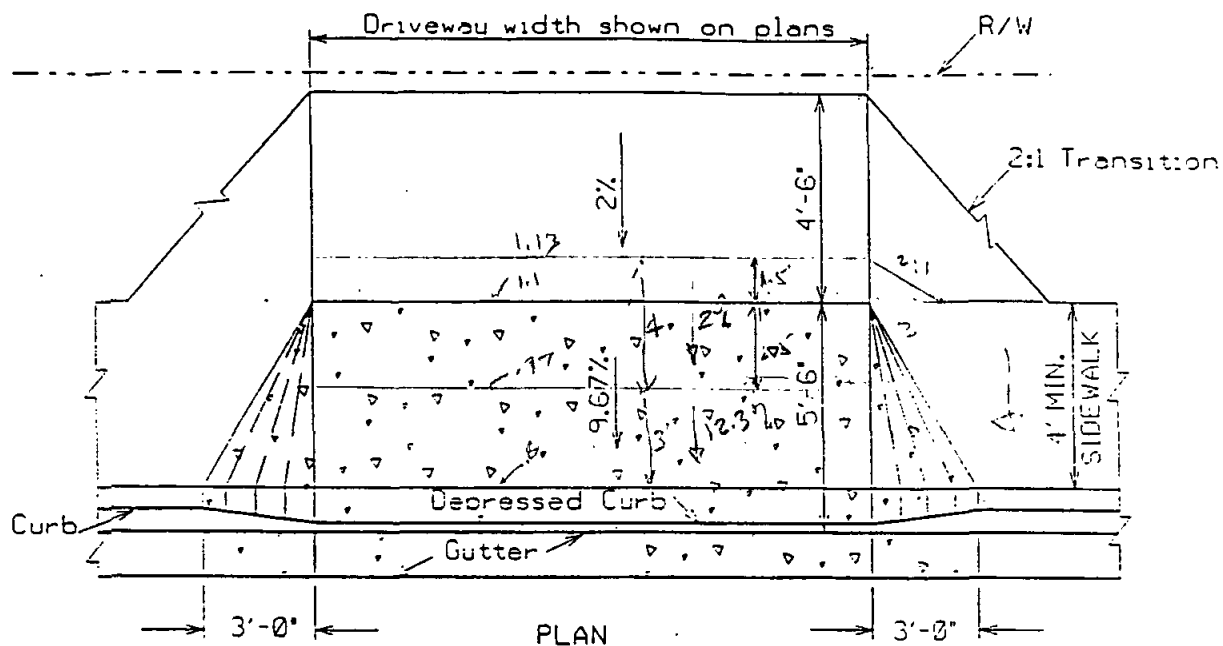 Driveway width shown on plans
R/W
2:1 Transition
2%
4'-6"
1.13
1.5
2:1
1.1
4
2%
9.67%
5'-6"
4' MIN.
SIDEWALK
.97
3'
12.3%
Depressed Curb
Curb
Gutter
3'-0"
PLAN
3'-0"